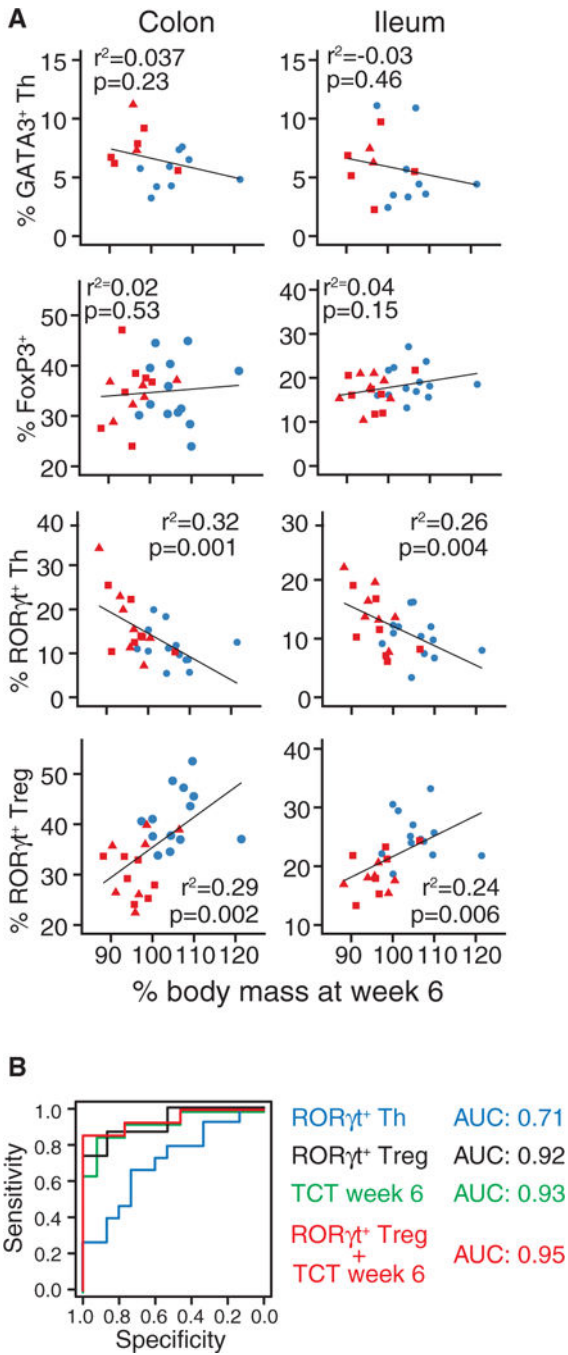 A
Colon
Ileum
r²=0.037
p=0.23
r²=-0.03
p=0.46
% GATA3⁺ Th
15
10
5
0
15
10
5
0
r²=0.02
p=0.53
r²=0.04
p=0.15
% FoxP3⁺
50
40
30
20
40
30
20
10
0
r²=0.32
p=0.001
r²=0.26
p=0.004
% RORγt⁺ Th
40
30
20
10
0
30
20
10
0
% RORγt⁺ Treg
50
40
30
20
40
30
20
10
r²=0.29
p=0.002
r²=0.24
p=0.006
90 100 110 120
90 100 110 120
% body mass at week 6
B
Sensitivity
1.0
0.8
0.6
0.4
0.2
0.0
1.0 0.8 0.6 0.4 0.2 0.0
Specificity
RORγt⁺ Th AUC: 0.71
RORγt⁺ Treg AUC: 0.92
TCT week 6 AUC: 0.93
RORγt⁺ Treg
+
TCT week 6
AUC: 0.95